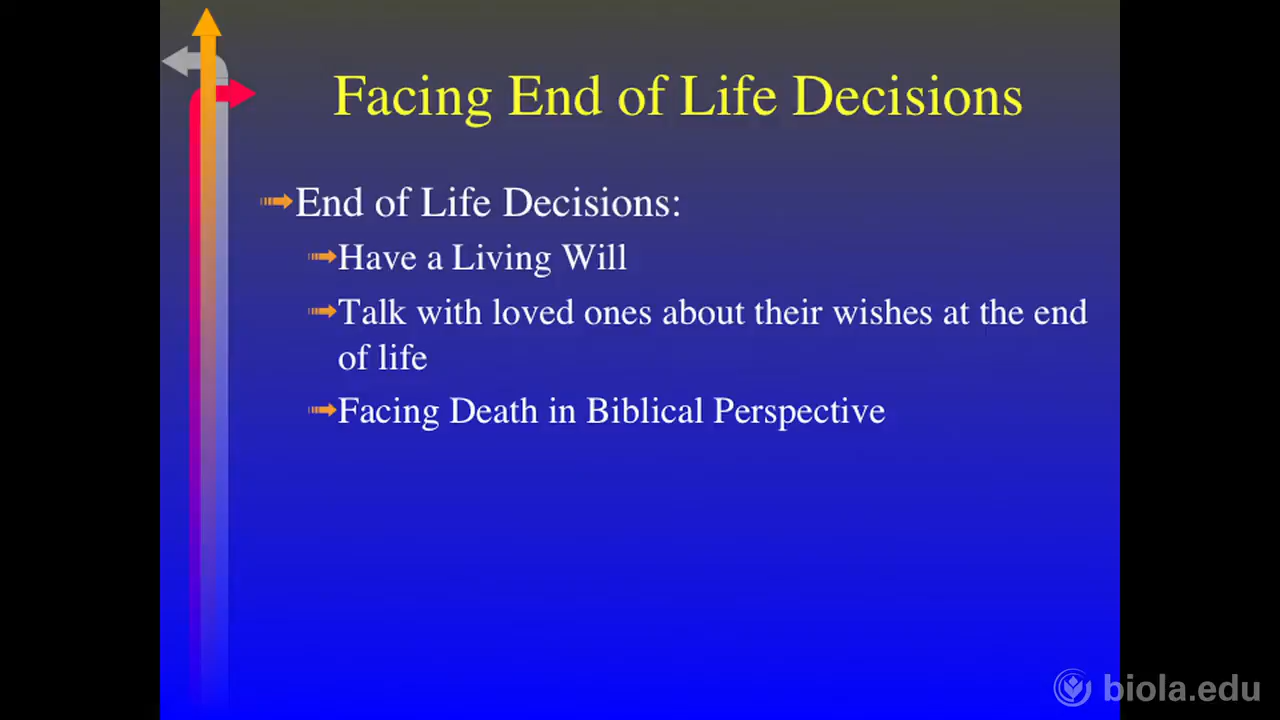 Facing End of Life Decisions
End of Life Decisions:
Have a Living Will
Talk with loved ones about their wishes at the end
of life
Facing Death in Biblical Perspective
biola.edu